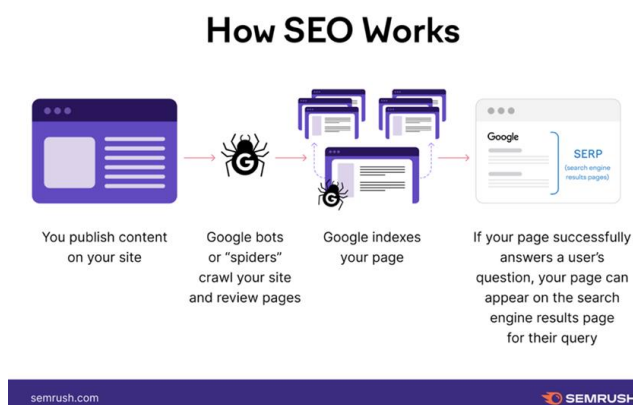 How SEO Works
G
G
Google
SERP
(search engine
results pages)
You publish content
on your site
Google bots
or “spiders”
crawl your site
and review pages
Google indexes
your page
If your page successfully
answers a user’s
question, your page can
appear on the search
engine results page
for their query
semrush.com
SEMRUSH